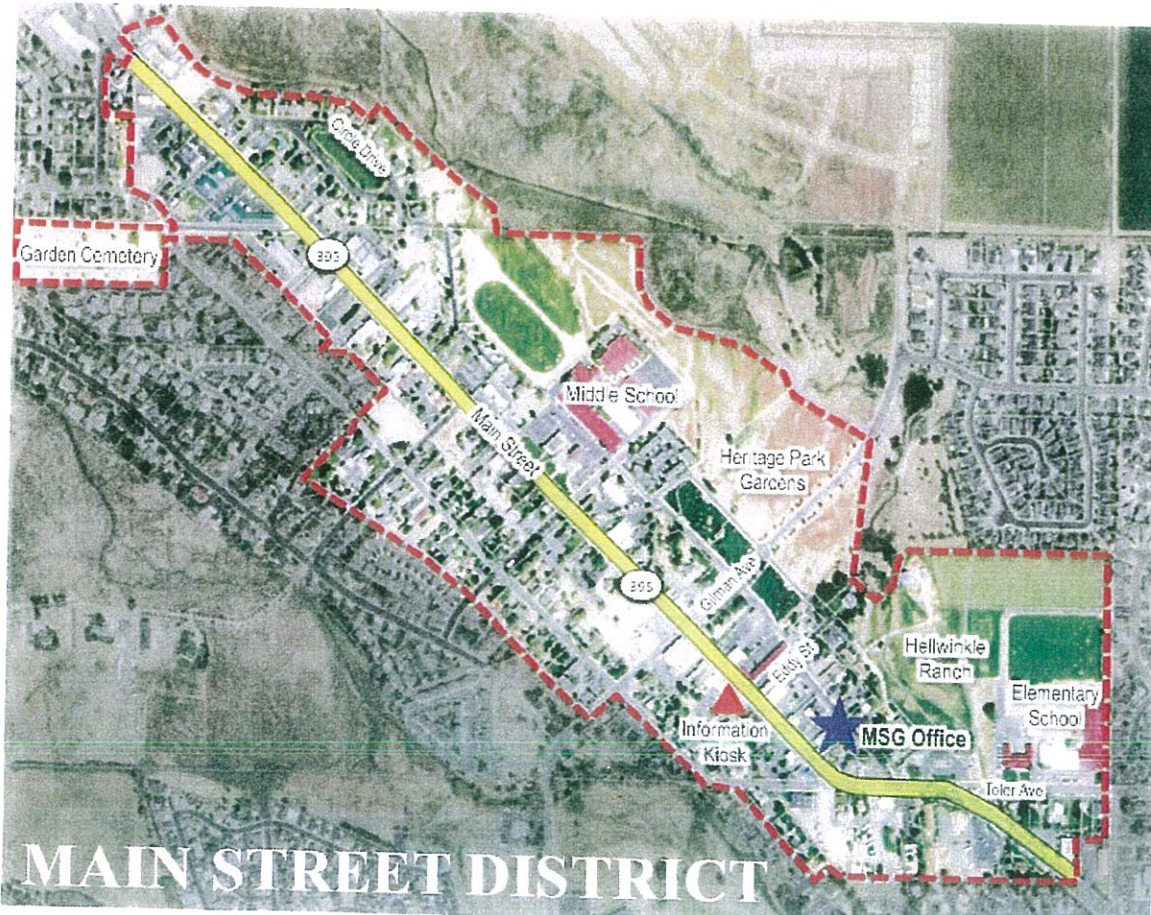 Circle Drive
Garden Cemetery
395
Middle School
Main Street
Heritage Park
Gardens
395
Gilman Ave
Eddy St
Hellwinkle
Ranch
Elementary
School
Information
Kiosk
MSG Office
Toler Ave
MAIN STREET DISTRICT